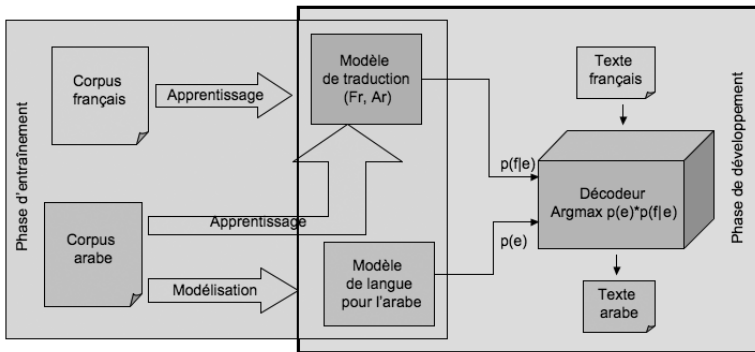 Phase d'entraînement
Corpus
français
Apprentissage
Modèle
de traduction
(Fr, Ar)
Corpus
arabe
Apprentissage
Modélisation
Modèle
de langue
pour l'arabe
p(f|e)
p(e)
Texte
français
Décodeur
Argmax p(e)*p(f|e)
Texte
arabe
Phase de développement